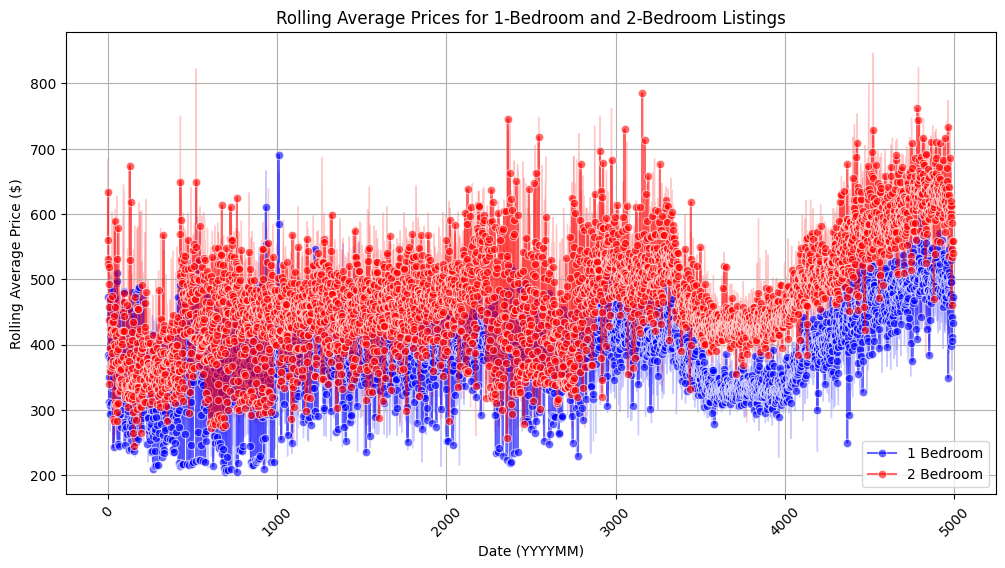 Rolling Average Prices for 1-Bedroom and 2-Bedroom Listings
Rolling Average Price ($)
800
700
600
500
400
300
200
0
1000
2000
3000
4000
5000
Date (YYYYMM)
1 Bedroom
2 Bedroom